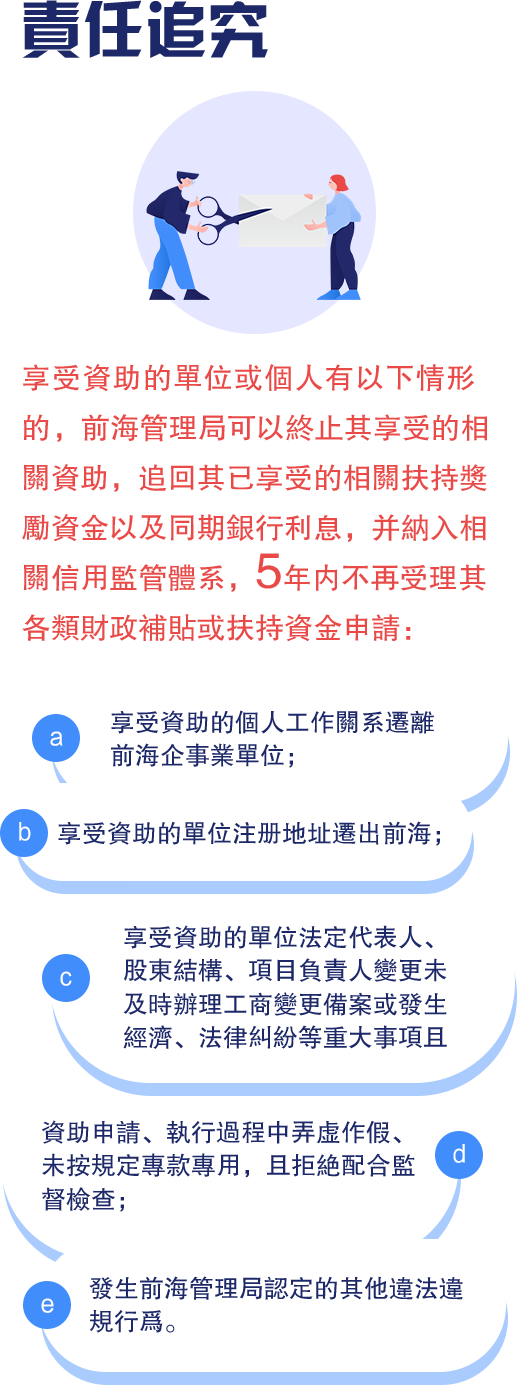 責任追究
享受資助的單位或個人有以下情形
的，前海管理局可以終止其享受的相
關資助，追回其已享受的相關扶持獎
勵資金以及同期銀行利息，并納入相
關信用監管體系，5年内不再受理其
各類財政補貼或扶持資金申請：
a
享受資助的個人工作關系遷離
前海企事業單位；
b
享受資助的單位注册地址遷出前海；
c
享受資助的單位法定代表人、
股東結構、項目負責人變更未
及時辦理工商變更備案或發生
經濟、法律糾紛等重大事項且
資助申請、執行過程中弄虛作假、
未按規定專款專用，且拒絶配合監
督檢查；
d
e
發生前海管理局認定的其他違法違
規行爲。